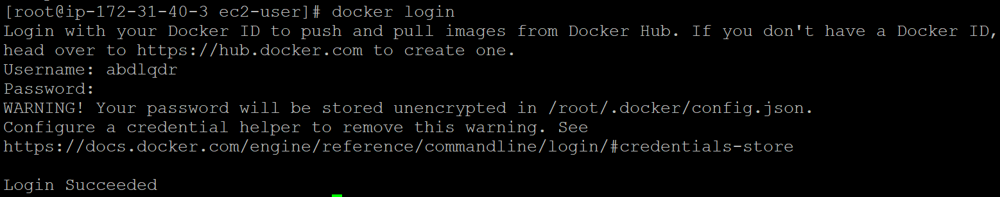 [root@ip-172-31-40-3 ec2-user]# docker login
Login with your Docker ID to push and pull images from Docker Hub. If you don't have a Docker ID,
head over to https://hub.docker.com to create one.
Username: abdlqdr
Password:
WARNING! Your password will be stored unencrypted in /root/.docker/config.json.
Configure a credential helper to remove this warning. See
https://docs.docker.com/engine/reference/commandline/login/#credentials-store
Login Succeeded